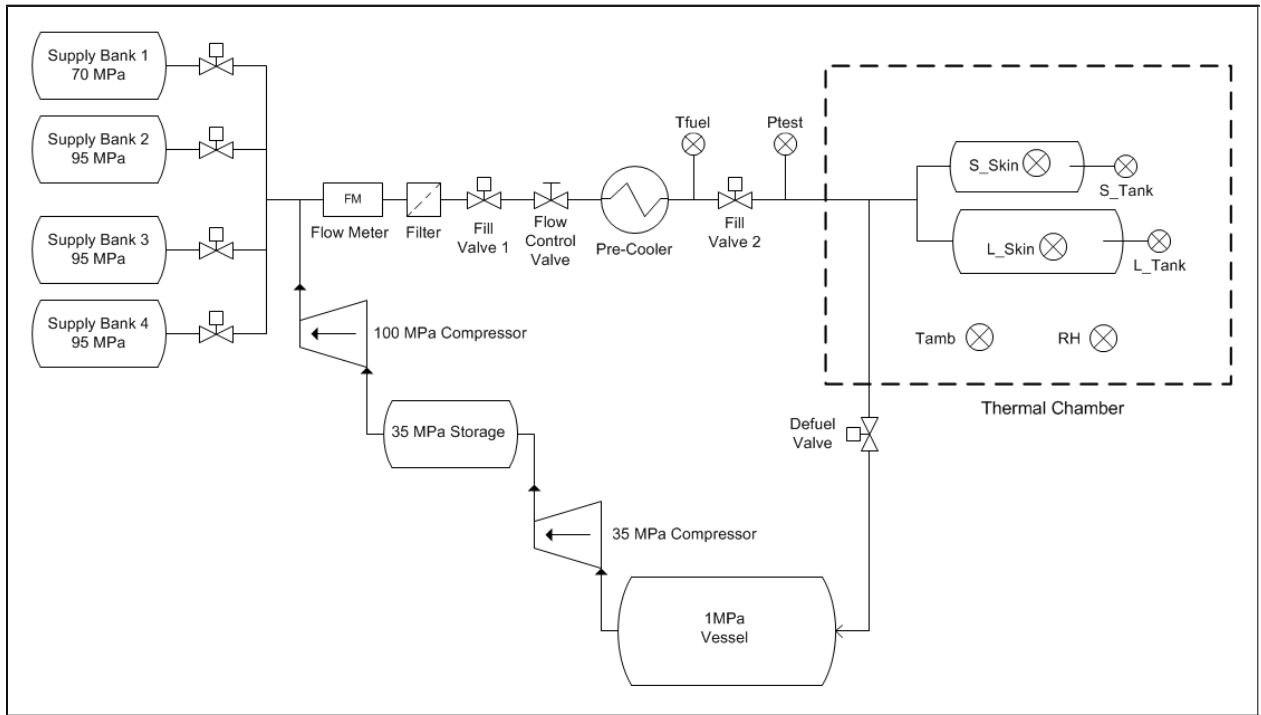 Supply Bank 1
70 MPa
Supply Bank 2
95 MPa
Supply Bank 3
95 MPa
Supply Bank 4
95 MPa
FM
Flow Meter
Filter
Fill
Valve 1
Flow
Control
Valve
Pre-Cooler
Tfuel
Fill
Valve 2
Ptest
S_Skin
S_Tank
L_Skin
L_Tank
Tamb
RH
Thermal Chamber
100 MPa Compressor
35 MPa Storage
Defuel
Valve
35 MPa Compressor
1MPa
Vessel